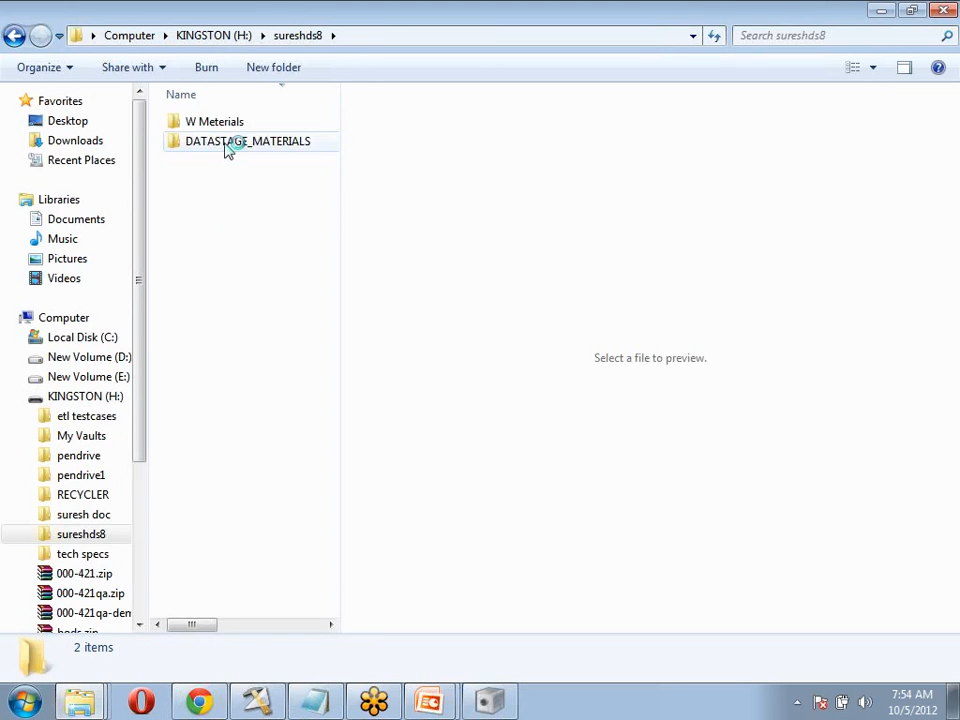 Computer KINGSTON (H:) sureshds8
Search sureshds8
Organize Share with Burn New folder
Name
W Meterials
DATASTAGE_MATERIALS
Favorites
Desktop
Downloads
Recent Places
Libraries
Documents
Music
Pictures
Videos
Computer
Local Disk (C:)
New Volume (D:)
New Volume (E:)
KINGSTON (H:)
etl testcases
My Vaults
pendrive
pendrive1
RECYCLER
suresh doc
sureshds8
tech specs
000-421.zip
000-421qa.zip
000-421qa-dem
bods.zip
Select a file to preview.
2 items
7:54 AM
10/5/2012